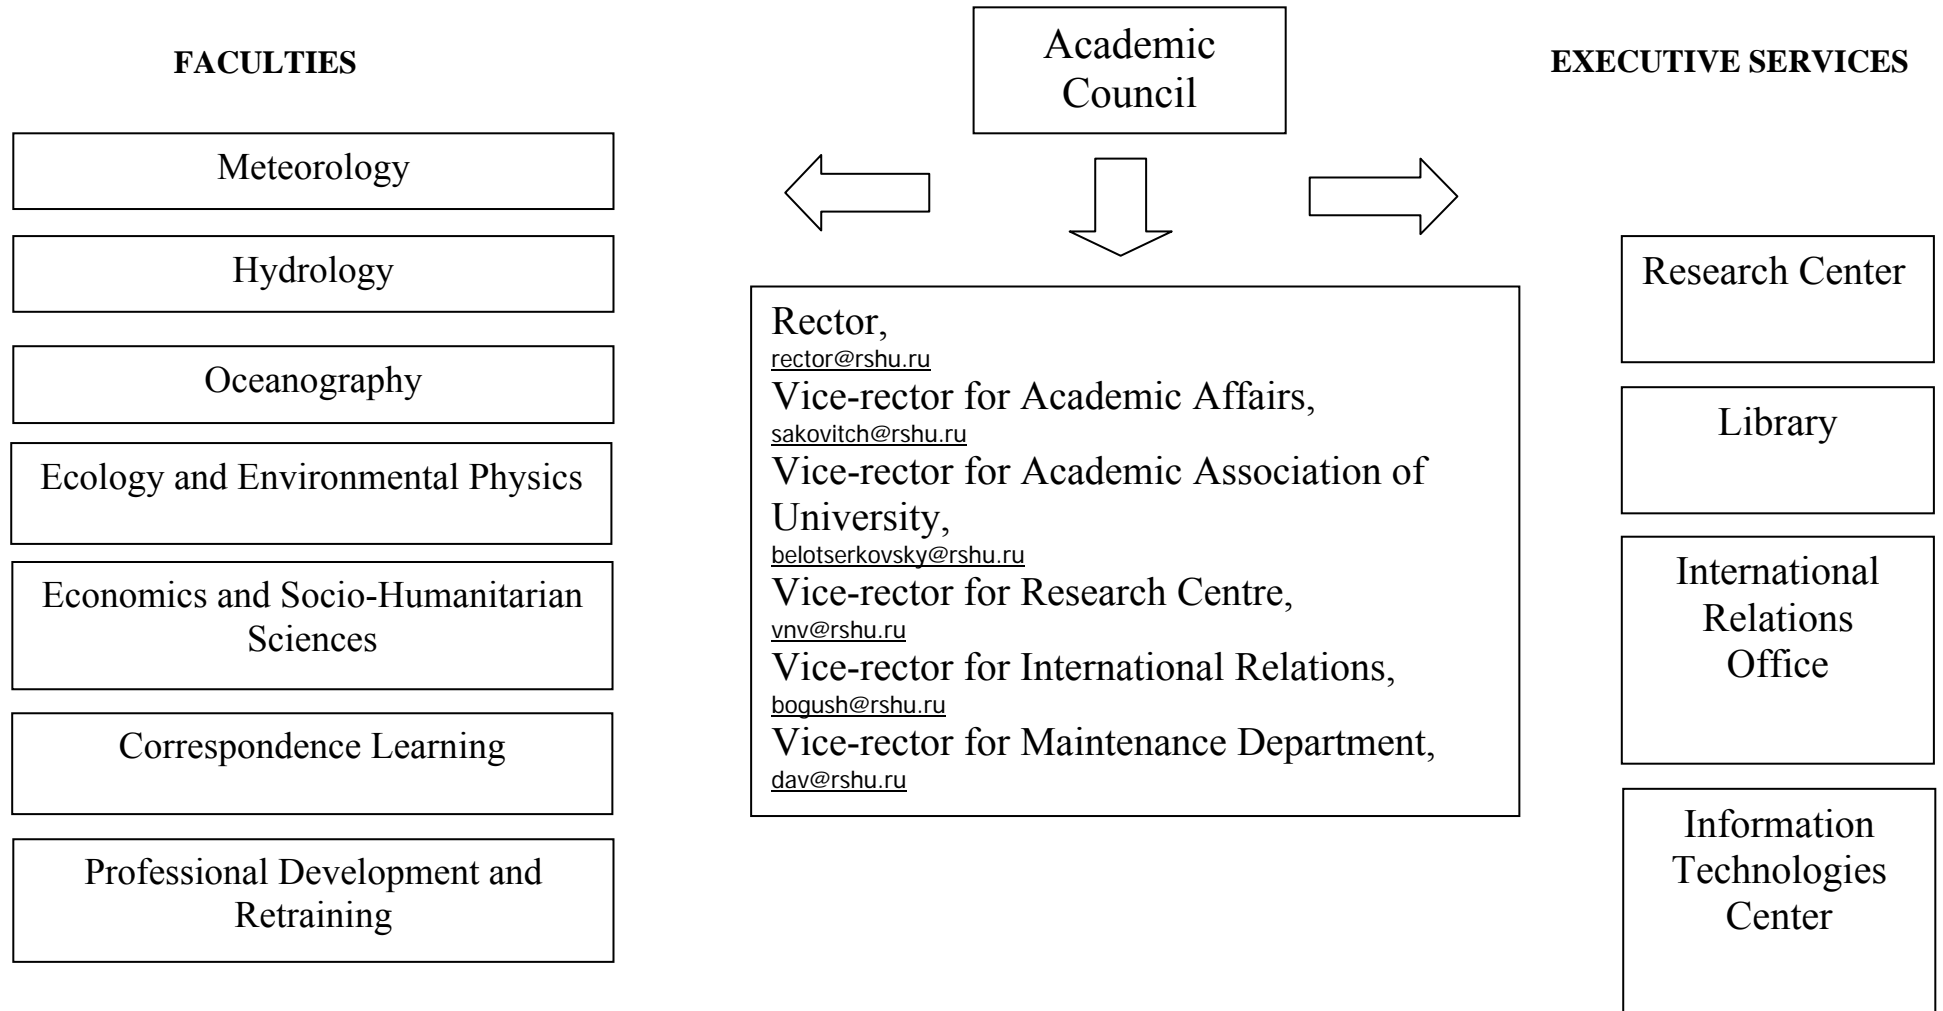 FACULTIES
Meteorology
Hydrology
Oceanography
Ecology and Environmental Physics
Economics and Socio-Humanitarian
Sciences
Correspondence Learning
Professional Development and
Retraining
Academic
Council
Rector,
rector@rshu.ru
Vice-rector for Academic Affairs,
sakovitch@rshu.ru
Vice-rector for Academic Association of
University,
belotserkovsky@rshu.ru
Vice-rector for Research Centre,
vnv@rshu.ru
Vice-rector for International Relations,
bogush@rshu.ru
Vice-rector for Maintenance Department,
dav@rshu.ru
EXECUTIVE SERVICES
Research Center
Library
International
Relations
Office
Information
Technologies
Center